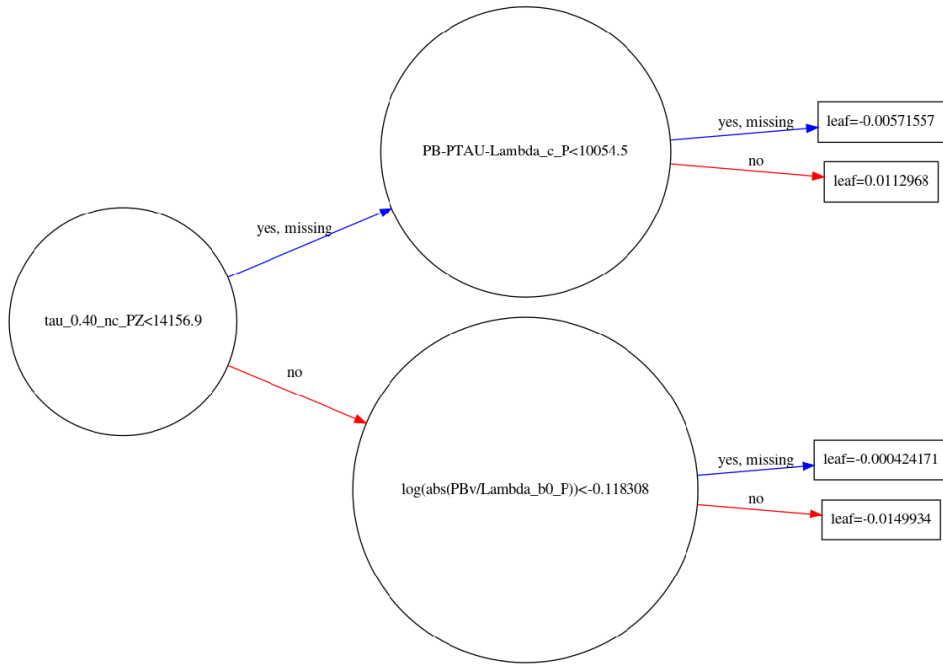 PB-PTAU-Lambda_c_P<10054.5
yes, missing
leaf=-0.00571557
no
leaf=0.0112968
yes, missing
tau_0.40_nc_PZ<14156.9
no
log(abs(PBv/Lambda_b0_P))<-0.118308
yes, missing
leaf=-0.000424171
no
leaf=-0.0149934